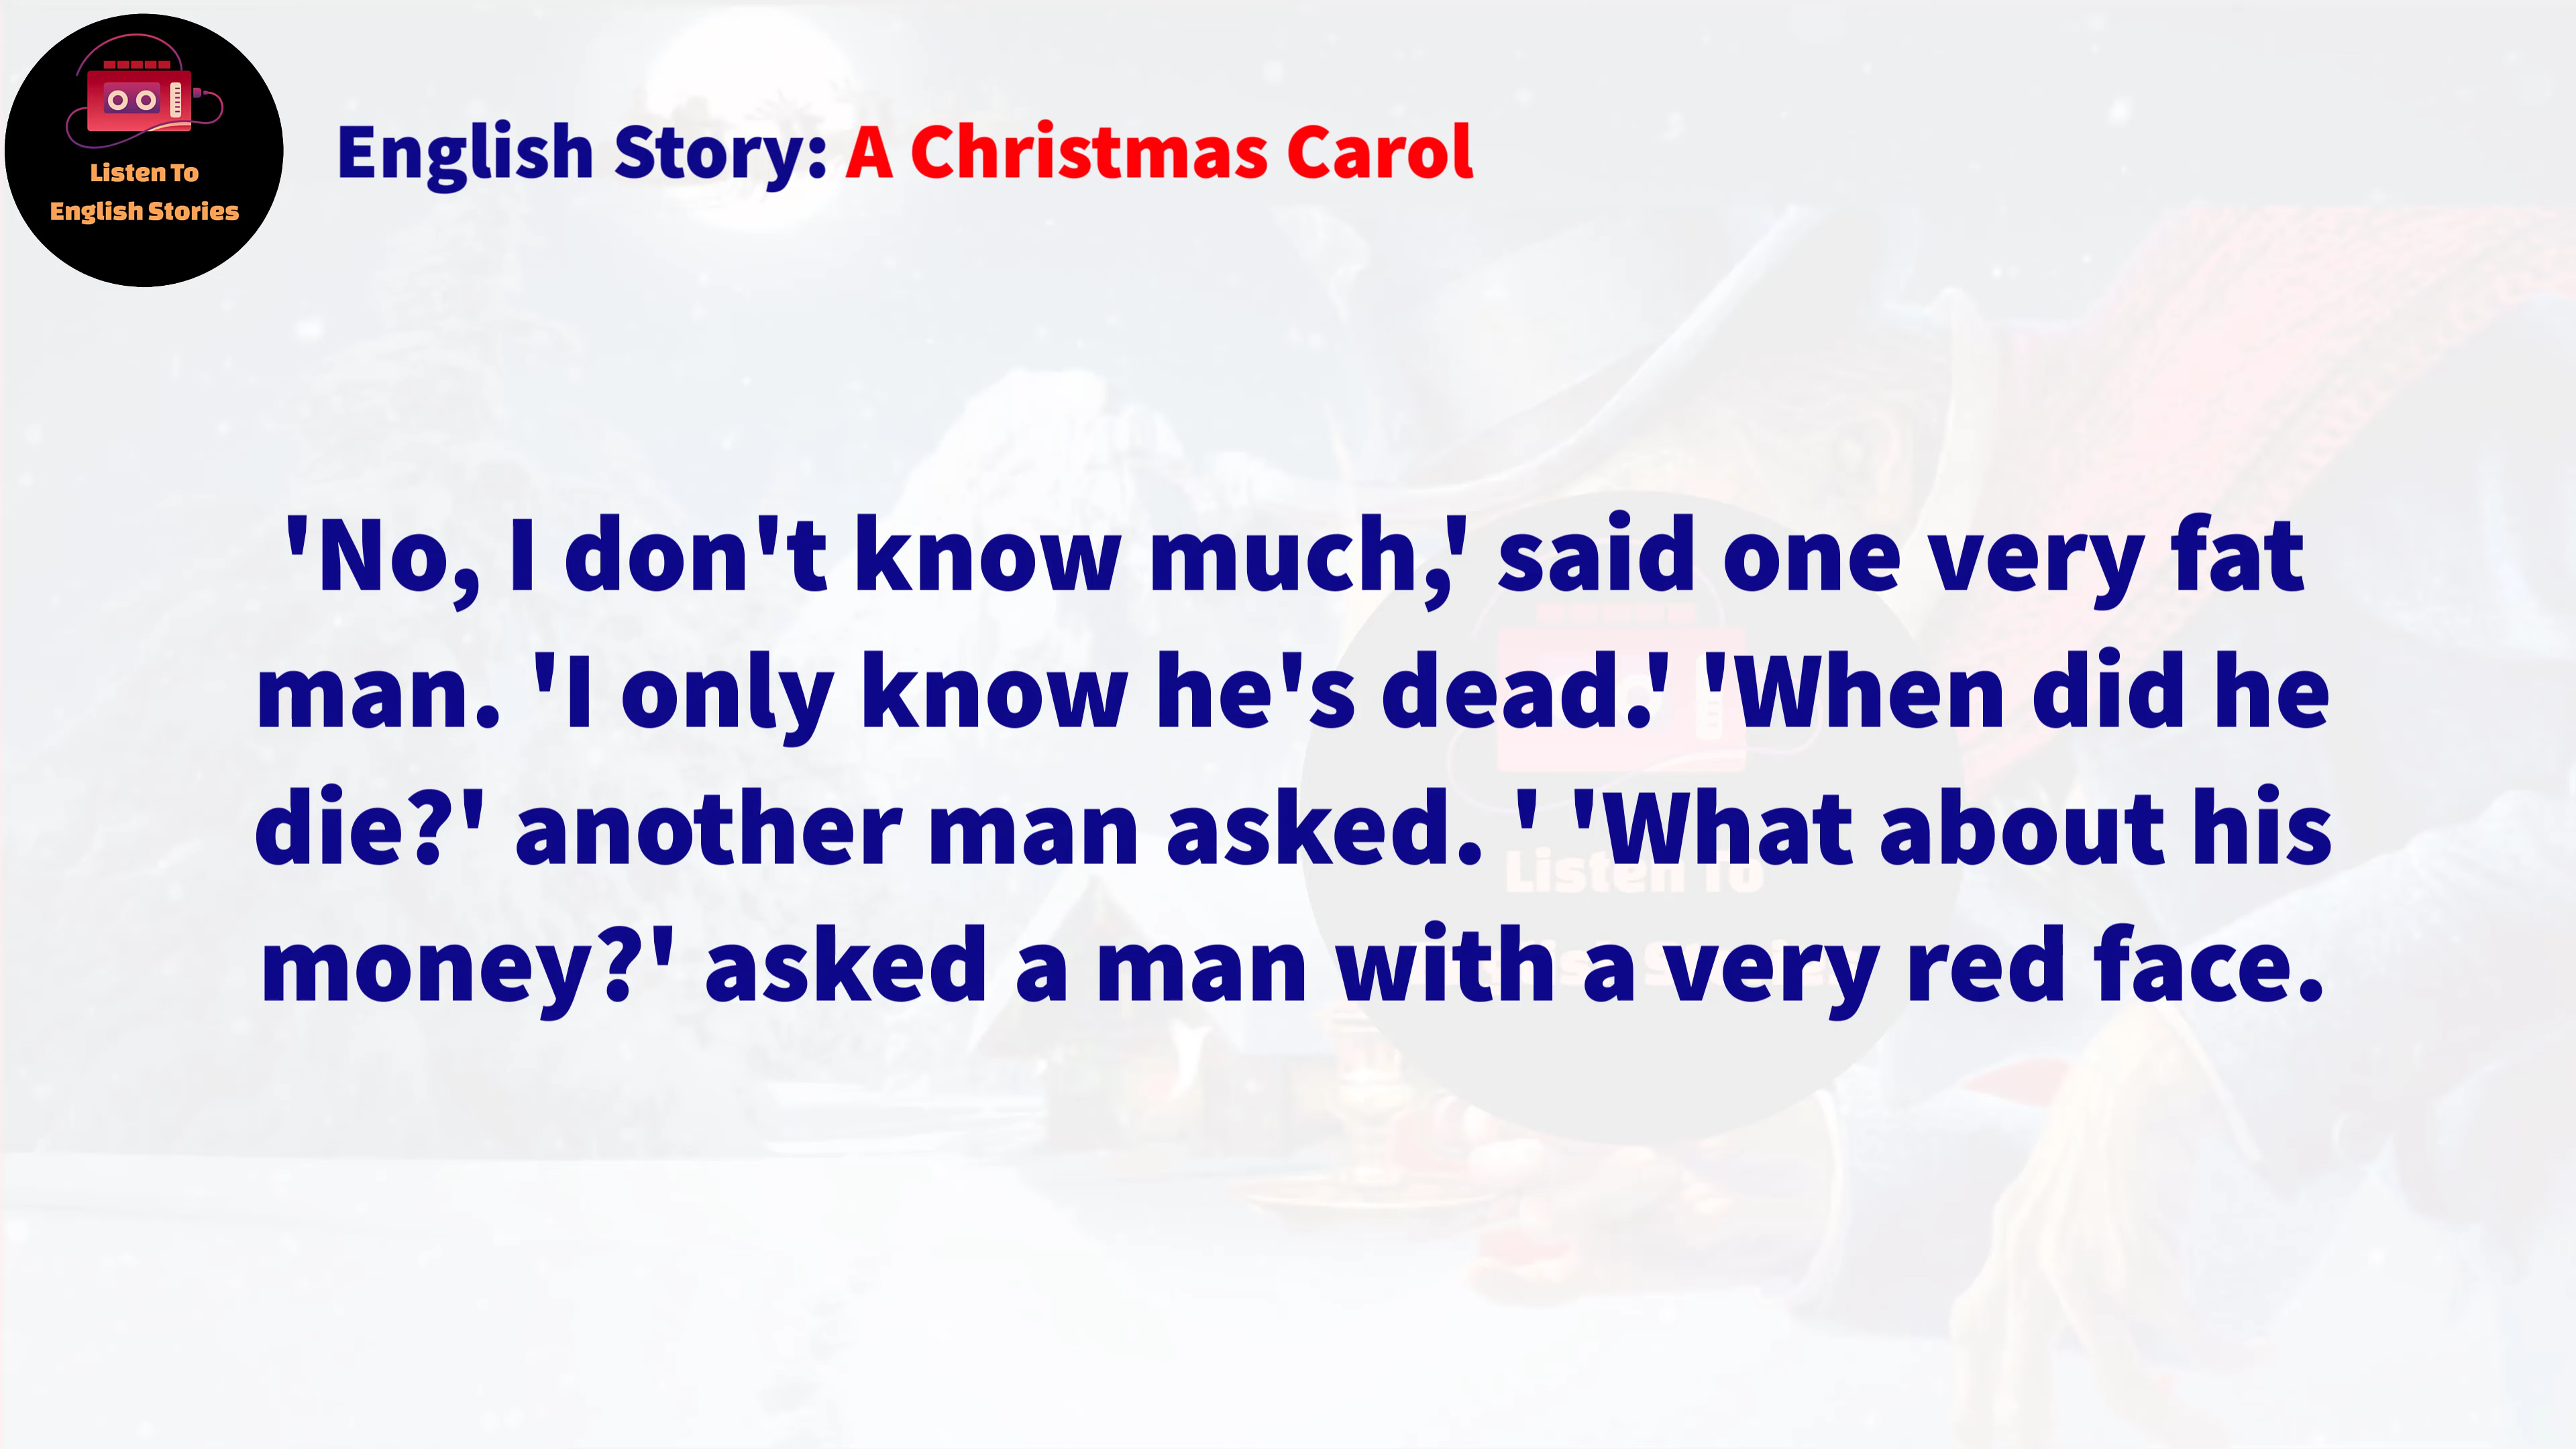 Listen To
English Stories
English Story: A Christmas Carol
'No, I don't know much,' said one very fat
man. 'I only know he's dead.' 'When did he
die?' another man asked. ' 'What about his
money?' asked a man with a very red face.
Listen To